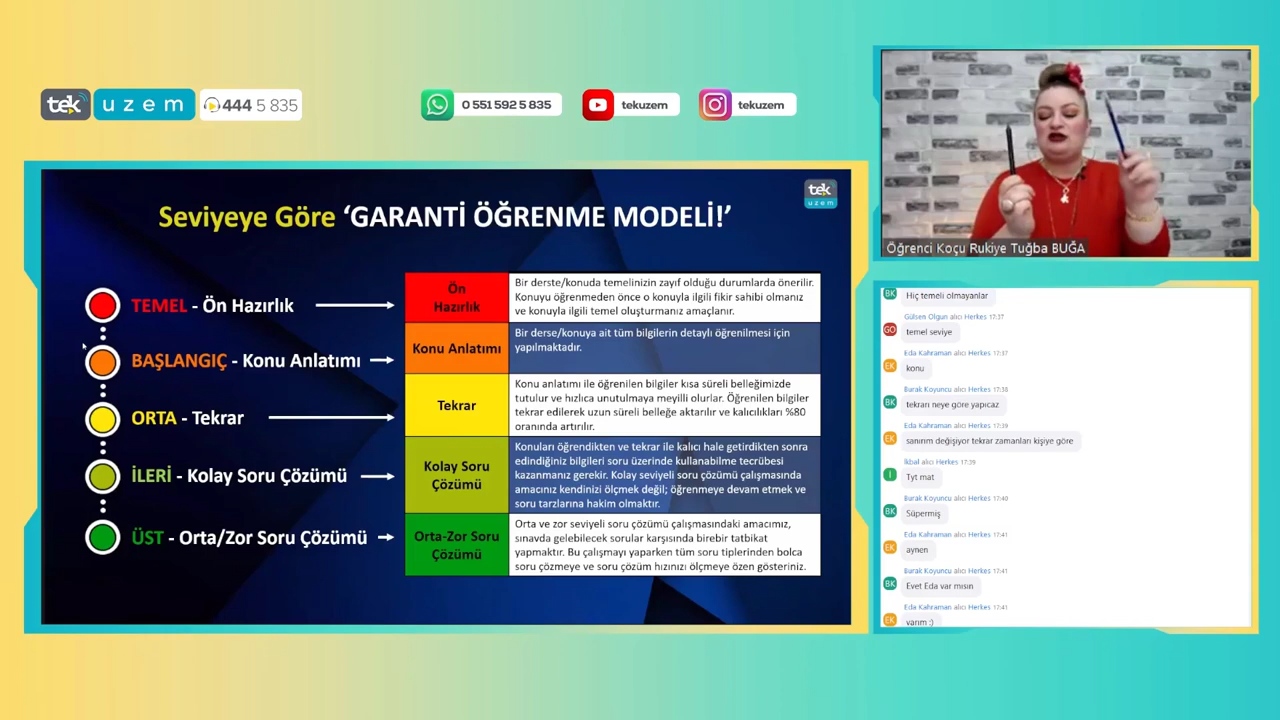 tek uzem 444 5 835
0 551 592 5 835
tekuzem
tekuzem
tek
uzem
Seviyeye Göre ‘GARANTİ ÖĞRENME MODELİ!’
TEMEL - Ön Hazırlık
BAŞLANGIÇ - Konu Anlatımı
ORTA - Tekrar
İLERİ - Kolay Soru Çözümü
ÜST - Orta/Zor Soru Çözümü
Ön
Hazırlık
Bir derste/konuda temelinizin zayıf olduğu durumlarda önerilir.
Konuyu öğrenmeden önce o konuyla ilgili fikir sahibi olmanız
ve konuyla ilgili temel oluşturmanız amaçlanır.
Konu Anlatımı
Bir derse/konuya ait tüm bilgilerin detaylı öğrenilmesi için
yapılmaktadır.
Tekrar
Konu anlatımı ile öğrenilen bilgiler kısa süreli belleğimizde
tutulur ve hızlıca unutulmaya meyilli olurlar. Öğrenilen bilgiler
tekrar edilerek uzun süreli belleğe aktarılır ve kalıcılıkları %80
oranında artırılır.
Kolay Soru
Çözümü
Konuları öğrendikten ve tekrar ile kalıcı hale getirdikten sonra
edindiğiniz bilgileri soru üzerinde kullanabilme tecrübesi
kazanmanız gerekir. Kolay seviyeli soru çözümü çalışmasında
amacınız kendinizi ölçmek değil; öğrenmeye devam etmek ve
soru tarzlarına hakim olmaktır.
Orta-Zor Soru
Çözümü
Orta ve zor seviyeli soru çözümü çalışmasındaki amacımız,
sınavda gelebilecek sorular karşısında birebir tatbikat
yapmaktır. Bu çalışmayı yaparken tüm soru tiplerinden bolca
soru çözmeye ve soru çözüm hızınızı ölçmeye özen gösteriniz.
Öğrenci Koçu Rukiye Tuğba BUĞA
BK Hiç temeli olmayanlar
Gülsen Olgun alıcı Herkes 17:37
GO temel seviye
Eda Kahraman alıcı Herkes 17:37
EK konu
Burak Koyuncu alıcı Herkes 17:38
BK tekrarı neye göre yapıcaz
Eda Kahraman alıcı Herkes 17:39
EK sanırım değişiyor tekrar zamanları kişiye göre
İkbal alıcı Herkes 17:39
İ Tyt mat
Burak Koyuncu alıcı Herkes 17:40
BK Süpermiş
Eda Kahraman alıcı Herkes 17:41
EK aynen
Burak Koyuncu alıcı Herkes 17:41
BK Evet Eda var mısın
Eda Kahraman alıcı Herkes 17:41
EK varım :)